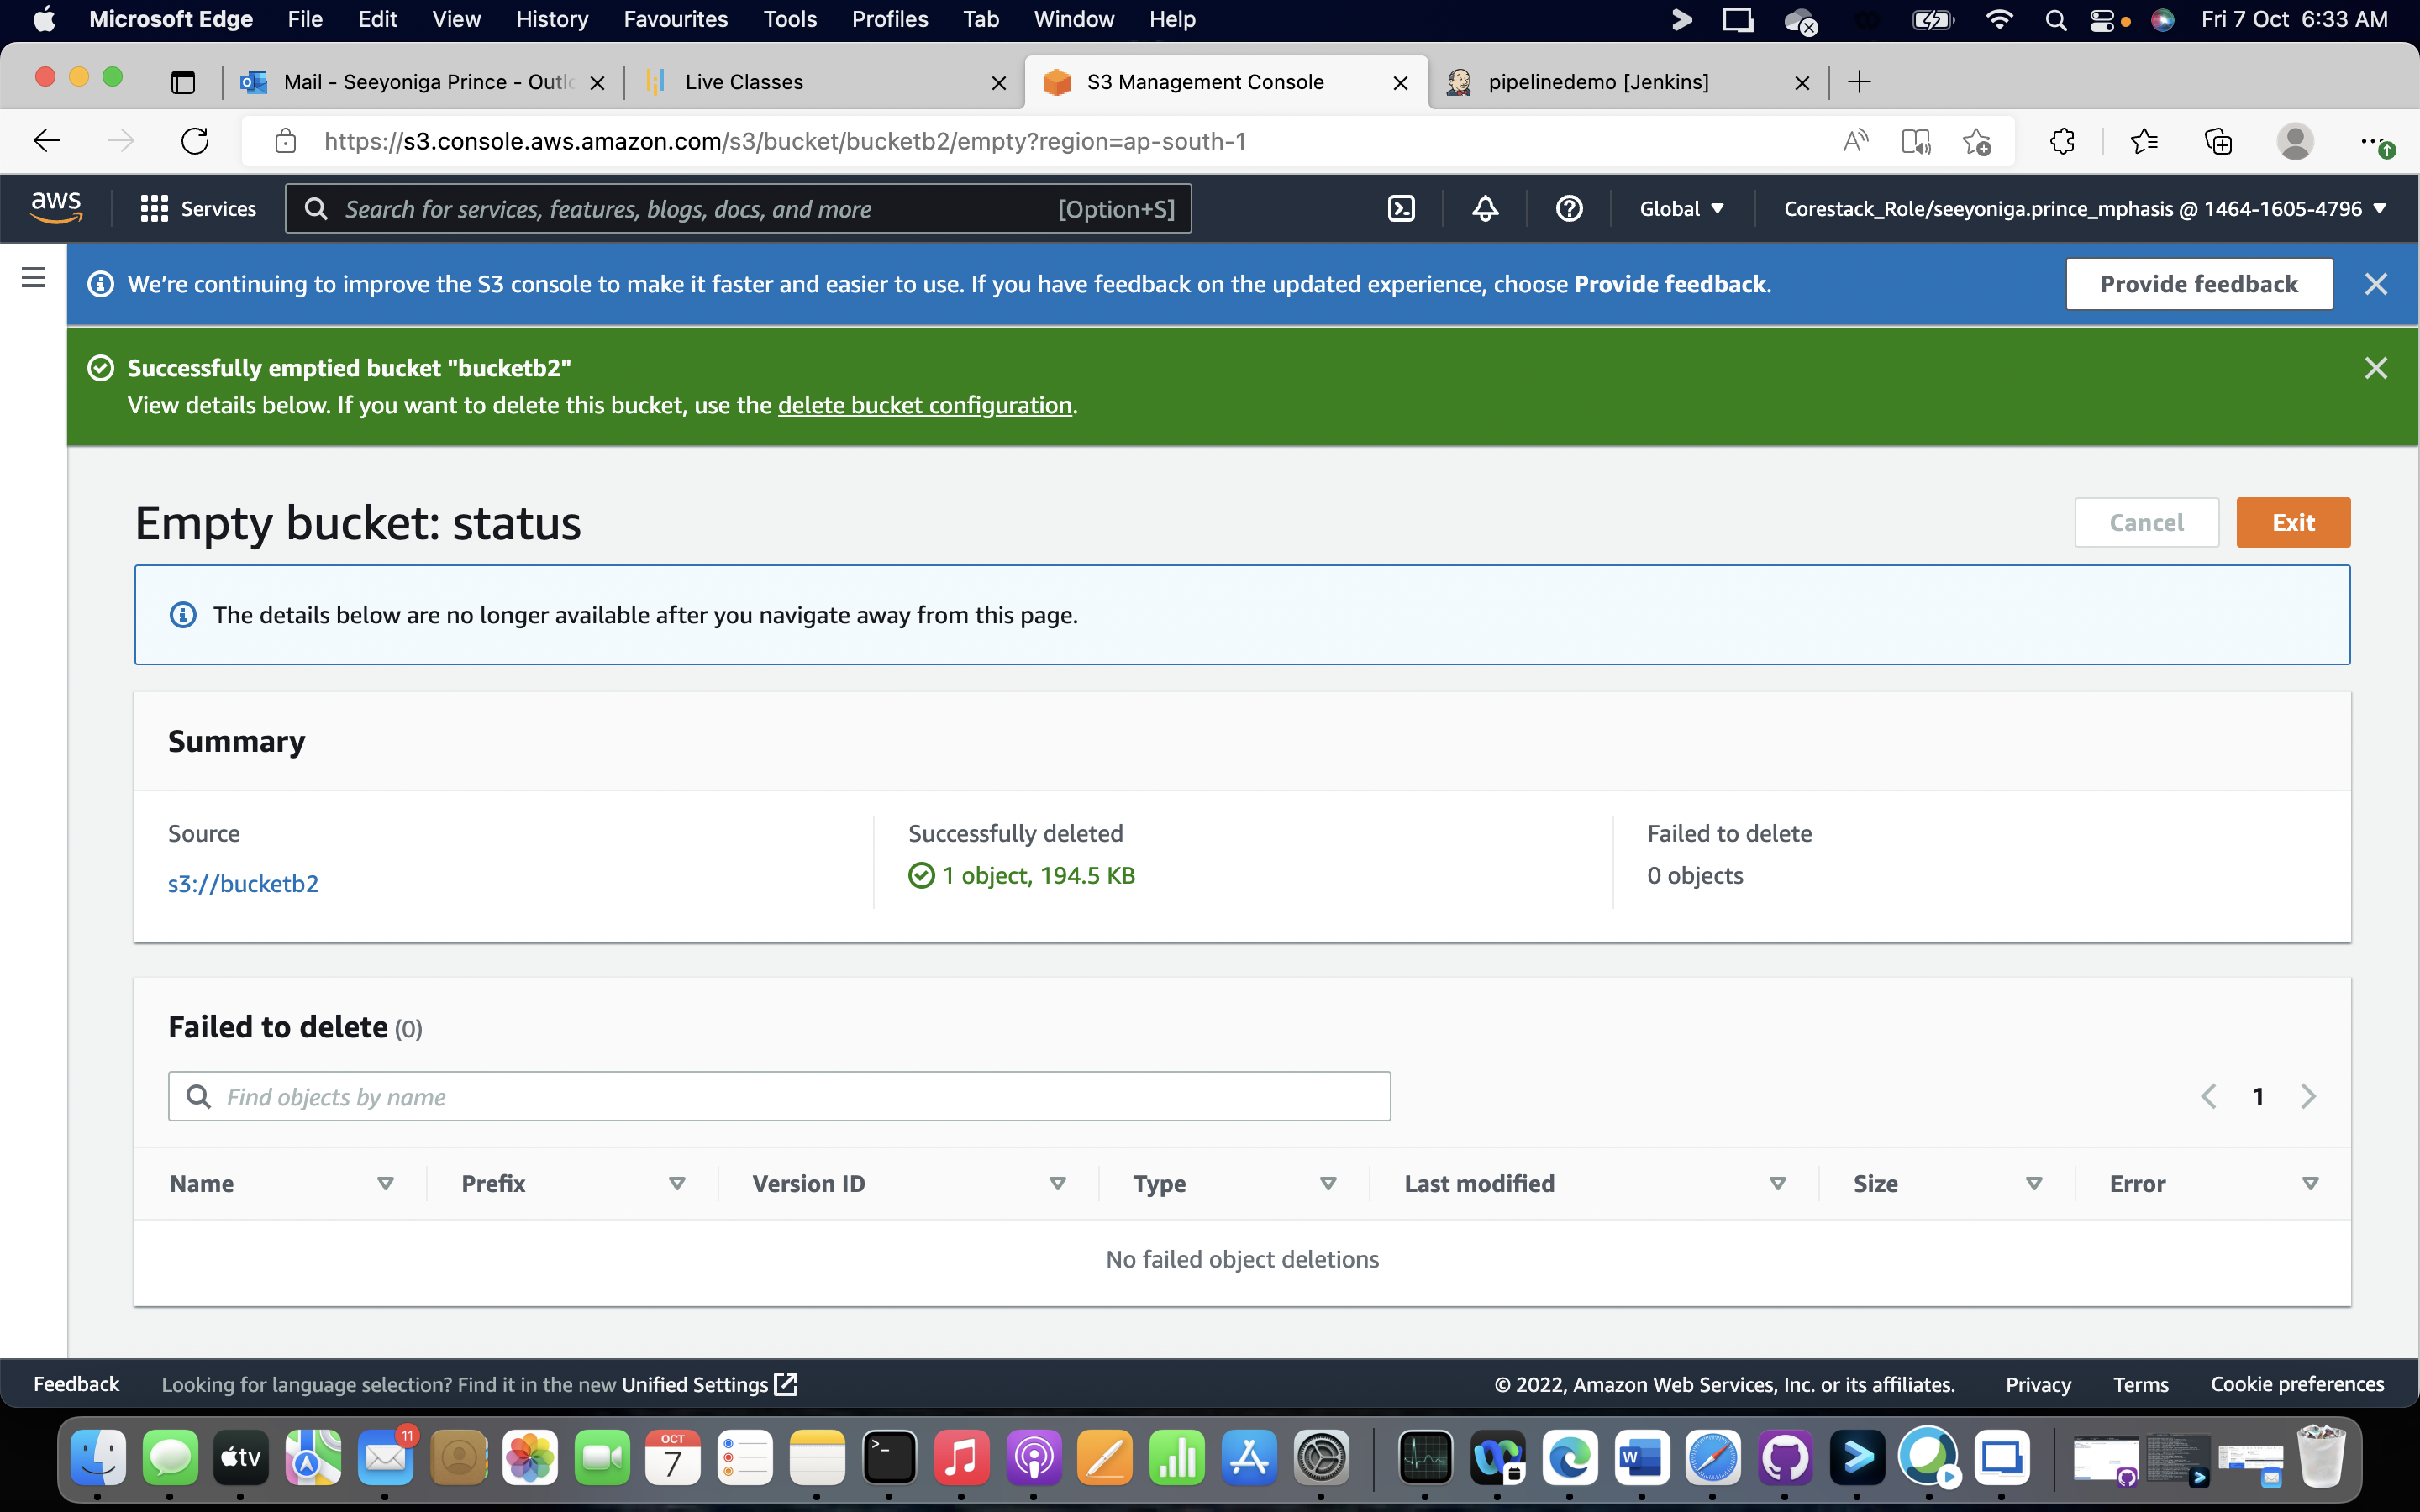 Microsoft Edge File Edit View History Favourites Tools Profiles Tab Window Help Fri 7 Oct 6:33 AM
Mail - Seeyoniga Prince - Outlo Live Classes S3 Management Console pipelinedemo [Jenkins]
https://s3.console.aws.amazon.com/s3/bucket/bucketb2/empty?region=ap-south-1
aws Services Search for services, features, blogs, docs, and more [Option+S] Global Corestack_Role/seeyoniga.prince_mphasis @ 1464-1605-4796
We're continuing to improve the S3 console to make it faster and easier to use. If you have feedback on the updated experience, choose Provide feedback. Provide feedback
Successfully emptied bucket "bucketb2"
View details below. If you want to delete this bucket, use the delete bucket configuration.
Empty bucket: status Cancel Exit
The details below are no longer available after you navigate away from this page.
Summary
Source Successfully deleted Failed to delete
s3://bucketb2 1 object, 194.5 KB 0 objects
Failed to delete (0)
Find objects by name 1
Name Prefix Version ID Type Last modified Size Error
No failed object deletions
Feedback Looking for language selection? Find it in the new Unified Settings © 2022, Amazon Web Services, Inc. or its affiliates. Privacy Terms Cookie preferences
tv 11 OCT 7